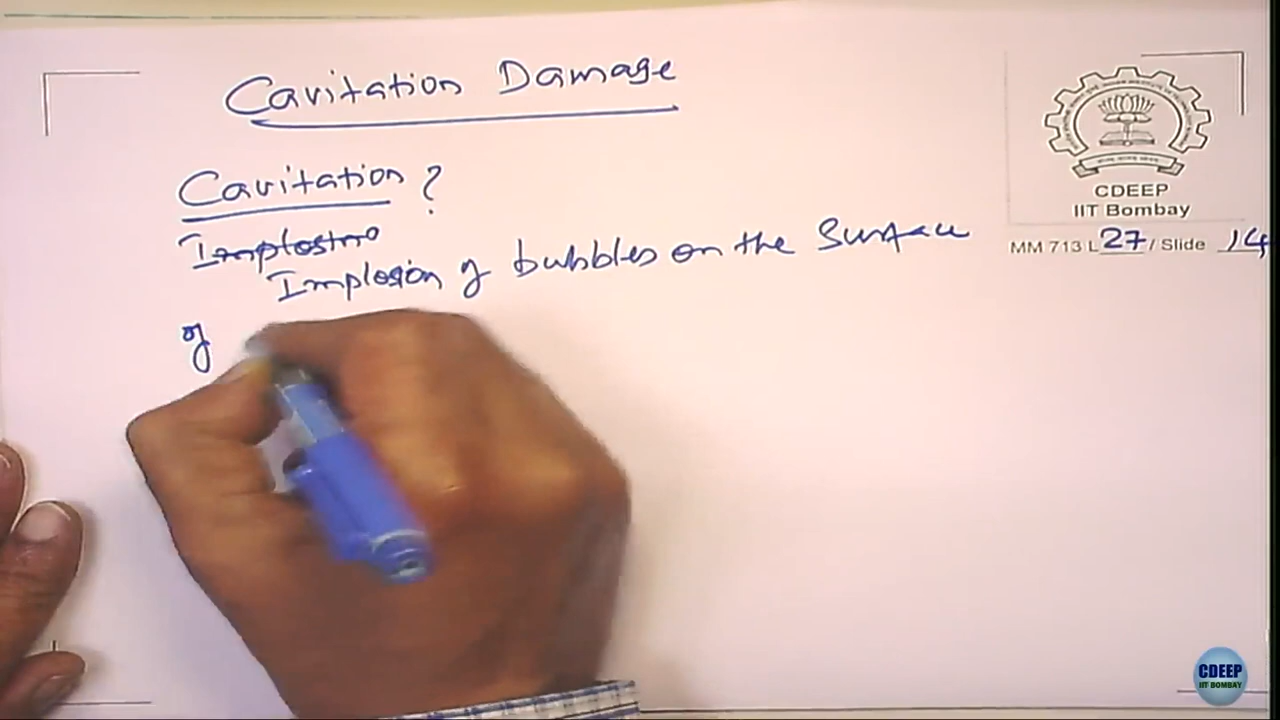 Cavitation Damage
Cavitation ?
Implosino
Implosion of bubbles on the Surface
of
CDEEP
IIT Bombay
MM 713 L 27 / Slide 14
CDEEP
IIT BOMBAY